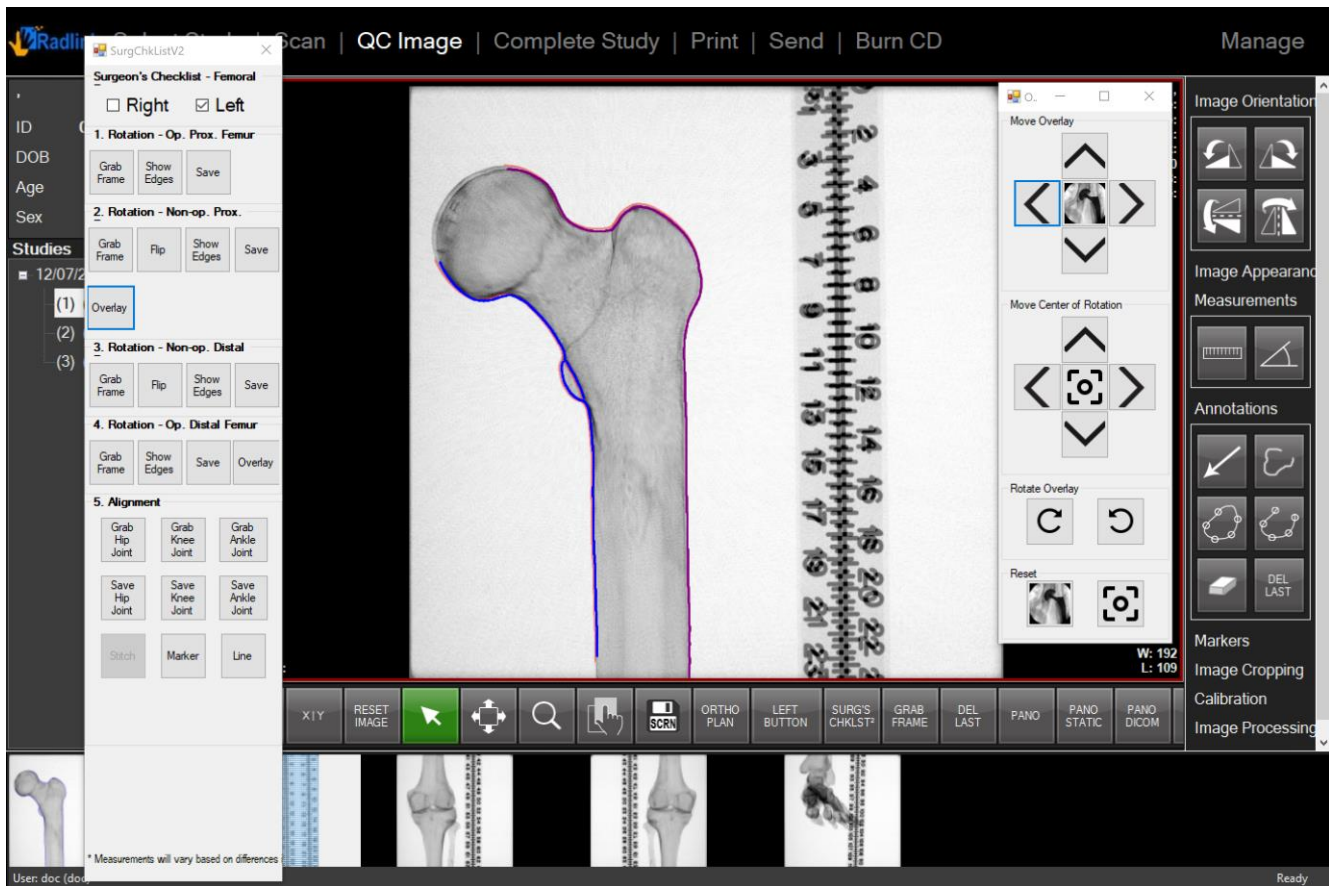 Scan | QC Image | Complete Study | Print | Send | Burn CD
Manage
SurgChkListV2
Surgeon's Checklist - Femoral
Right
Left
1. Rotation - Op. Prox. Femur
Grab Frame
Show Edges
Save
2. Rotation - Non-op. Prox.
Grab Frame
Flip
Show Edges
Save
Overlay
3. Rotation - Non-op. Distal
Grab Frame
Flip
Show Edges
Save
4. Rotation - Op. Distal Femur
Grab Frame
Show Edges
Save
Overlay
5. Alignment
Grab Hip Joint
Grab Knee Joint
Grab Ankle Joint
Save Hip Joint
Save Knee Joint
Save Ankle Joint
Stitch
Marker
Line
* Measurements will vary based on differences
ID
DOB
Age
Sex
Studies
12/07/2
(1)
(2)
(3)
O..
Move Overlay
Move Center of Rotation
Rotate Overlay
Reset
W: 192
L: 109
Image Orientation
Image Appearanc
Measurements
Annotations
DEL LAST
Markers
Image Cropping
Calibration
Image Processing
X|Y
RESET IMAGE
SCRN
ORTHO PLAN
LEFT BUTTON
SURG'S CHKLST²
GRAB FRAME
DEL LAST
PANO
PANO STATIC
PANO DICOM
User: doc (doc)
Ready